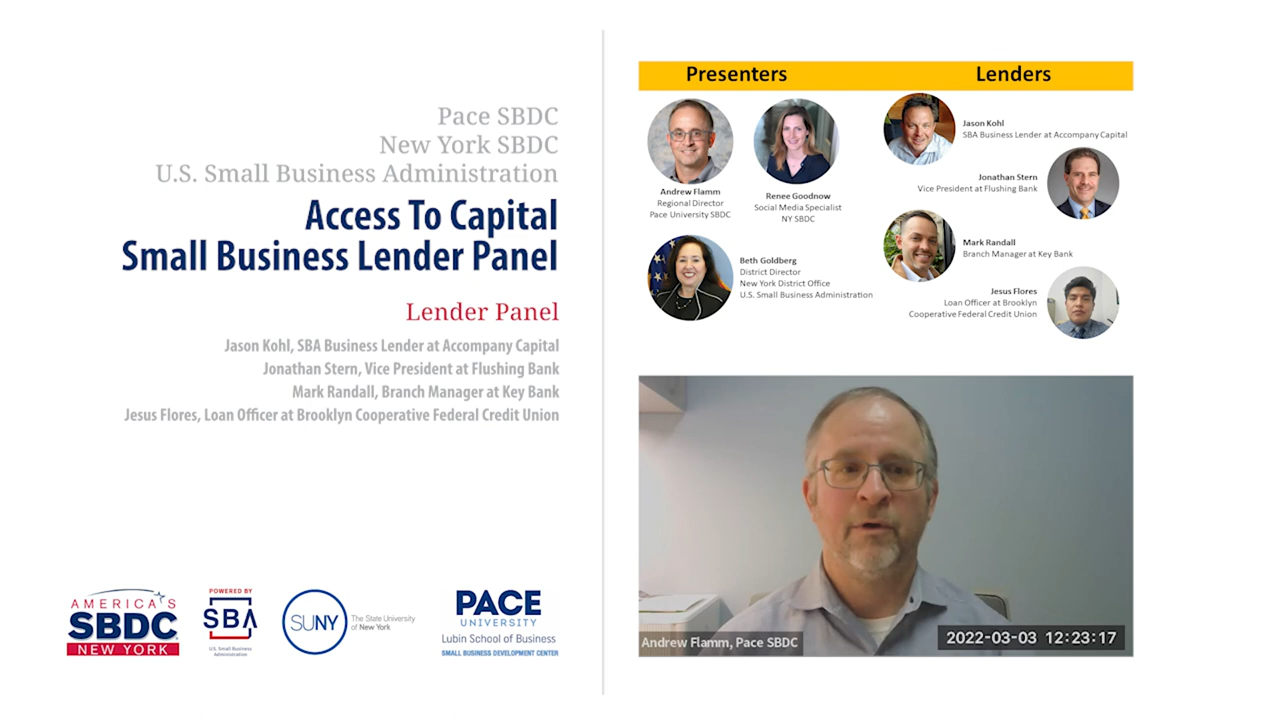 Pace SBDC
New York SBDC
U.S. Small Business Administration
Access To Capital
Small Business Lender Panel
Lender Panel
Jason Kohl, SBA Business Lender at Accompany Capital
Jonathan Stern, Vice President at Flushing Bank
Mark Randall, Branch Manager at Key Bank
Jesus Flores, Loan Officer at Brooklyn Cooperative Federal Credit Union
AMERICA'S
SBDC
NEW YORK
POWERED BY
SBA
U.S. Small Business
Administration
SUNY
The State University
of New York
PACE
UNIVERSITY
Lubin School of Business
SMALL BUSINESS DEVELOPMENT CENTER
Presenters
Lenders
Andrew Flamm
Regional Director
Pace University SBDC
Renee Goodnow
Social Media Specialist
NY SBDC
Beth Goldberg
District Director
New York District Office
U.S. Small Business Administration
Jason Kohl
SBA Business Lender at Accompany Capital
Jonathan Stern
Vice President at Flushing Bank
Mark Randall
Branch Manager at Key Bank
Jesus Flores
Loan Officer at Brooklyn
Cooperative Federal Credit Union
Andrew Flamm, Pace SBDC
2022-03-03 12:23:17